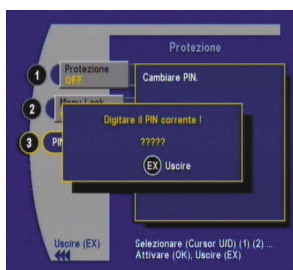 Protezione
1 Protezione
OFF
Cambiare PIN.
2 Menu Lock
Digitare il PIN corrente !
?????
3 PI
EX Uscire
Uscire (EX)
Selezionare (Cursor U/D) (1) (2) ...
Attivare (OK), Uscire (EX)